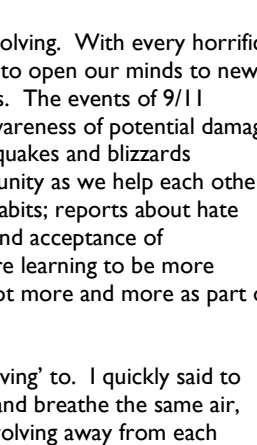 olving. With every horrific
to open our minds to new
s. The events of 9/11
wareness of potential damag
quakes and blizzards
unity as we help each othe
abits; reports about hate
nd acceptance of
re learning to be more
ot more and more as part o
ving' to. I quickly said to
and breathe the same air,
volving away from each